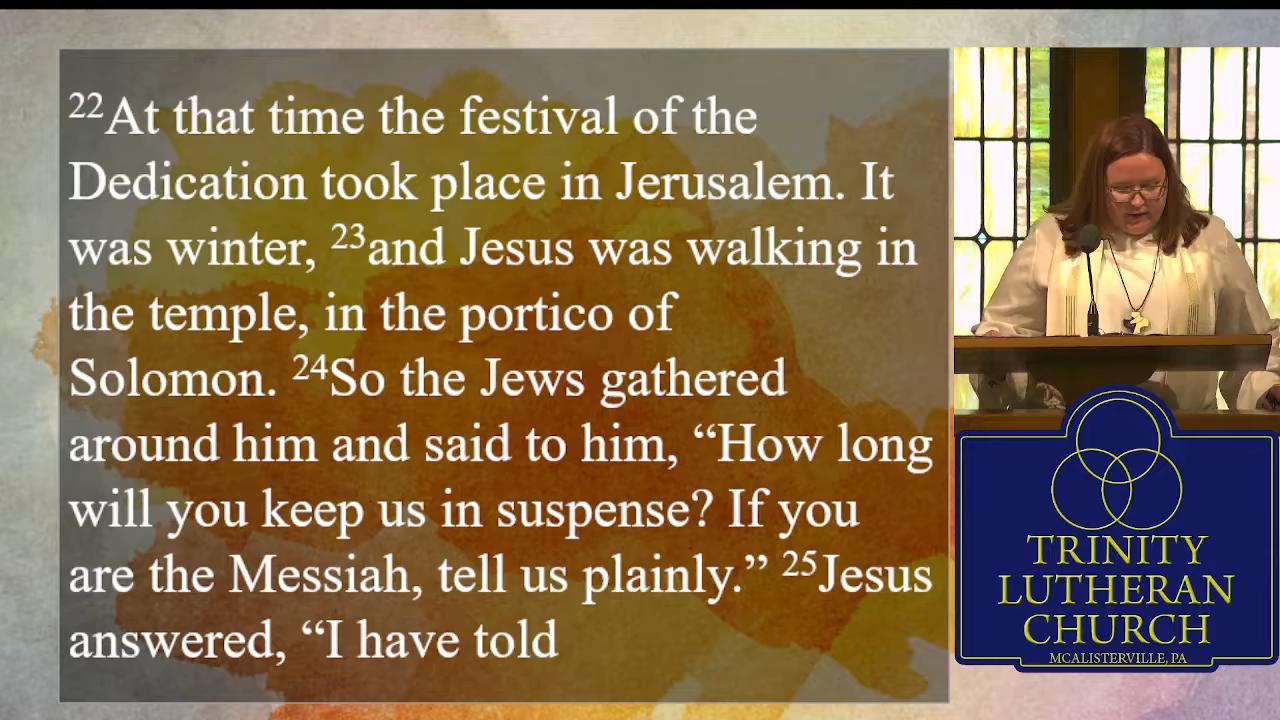 ²²At that time the festival of the
Dedication took place in Jerusalem. It
was winter, ²³and Jesus was walking in
the temple, in the portico of
Solomon. ²⁴So the Jews gathered
around him and said to him, “How long
will you keep us in suspense? If you
are the Messiah, tell us plainly.” ²⁵Jesus
answered, “I have told
TRINITY
LUTHERAN
CHURCH
MCALISTERVILLE, PA